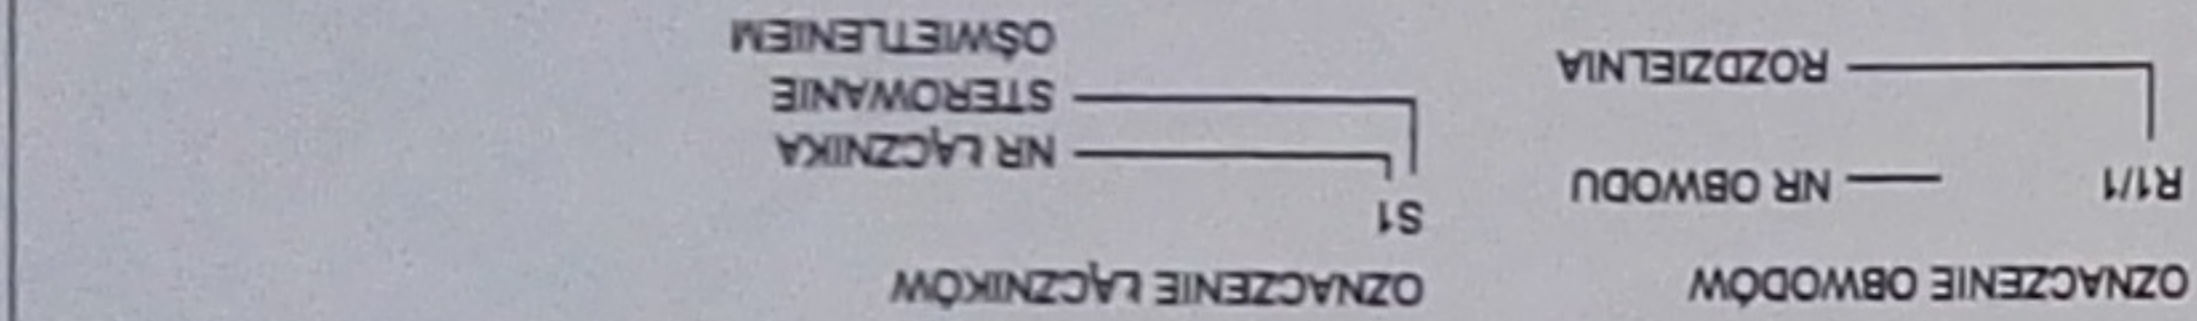 OZNACZENIE OBWODÓW
R1/1
NR OBWODU
ROZDZIELNIA
OZNACZENIE ŁĄCZNIKÓW
S1
NR ŁĄCZNIKA
STEROWANIE
OŚWIETLENIEM